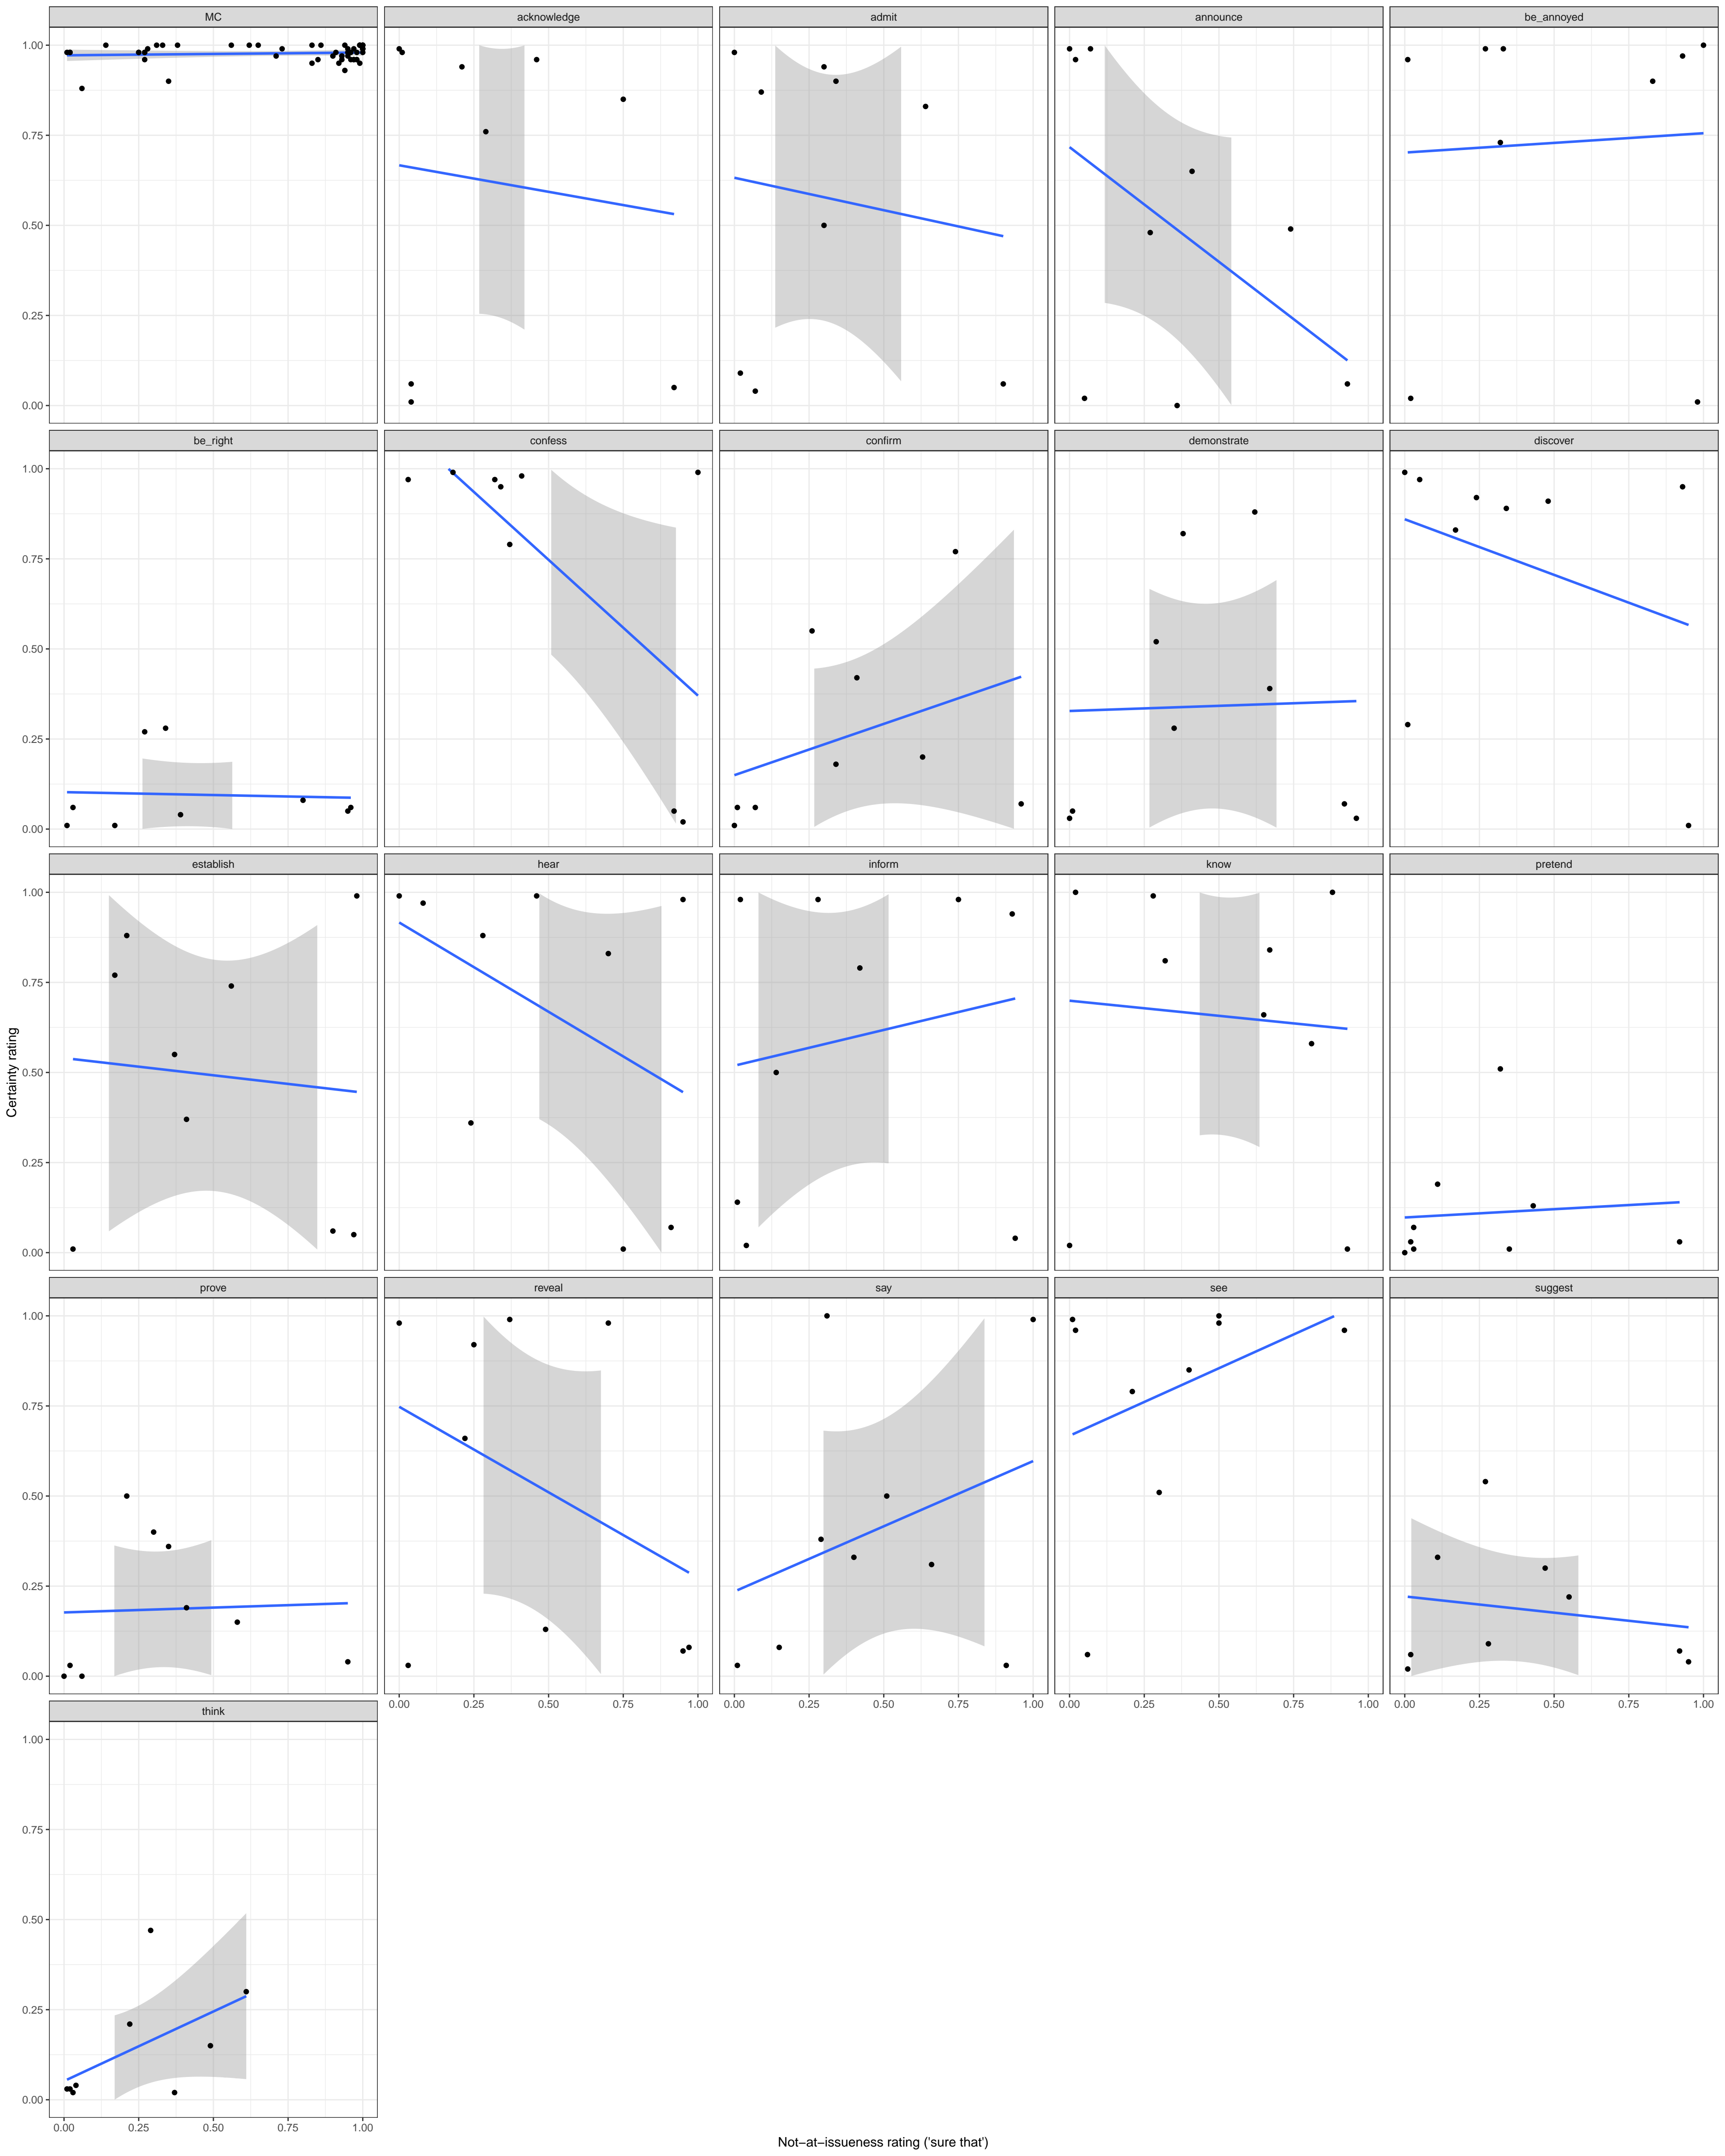 MC acknowledge admit announce be_annoyed
1.00
0.75
0.50
0.25
0.00
be_right confess confirm demonstrate discover
1.00
0.75
0.50
0.25
0.00
establish hear inform know pretend
1.00
0.75
0.50
0.25
0.00
Certainty rating
prove reveal say see suggest
1.00
0.75
0.50
0.25
0.00
0.00 0.25 0.50 0.75 1.00 0.00 0.25 0.50 0.75 1.00 0.00 0.25 0.50 0.75 1.00 0.00 0.25 0.50 0.75 1.00
think
1.00
0.75
0.50
0.25
0.00
0.00 0.25 0.50 0.75 1.00
Not−at−issueness rating ('sure that')